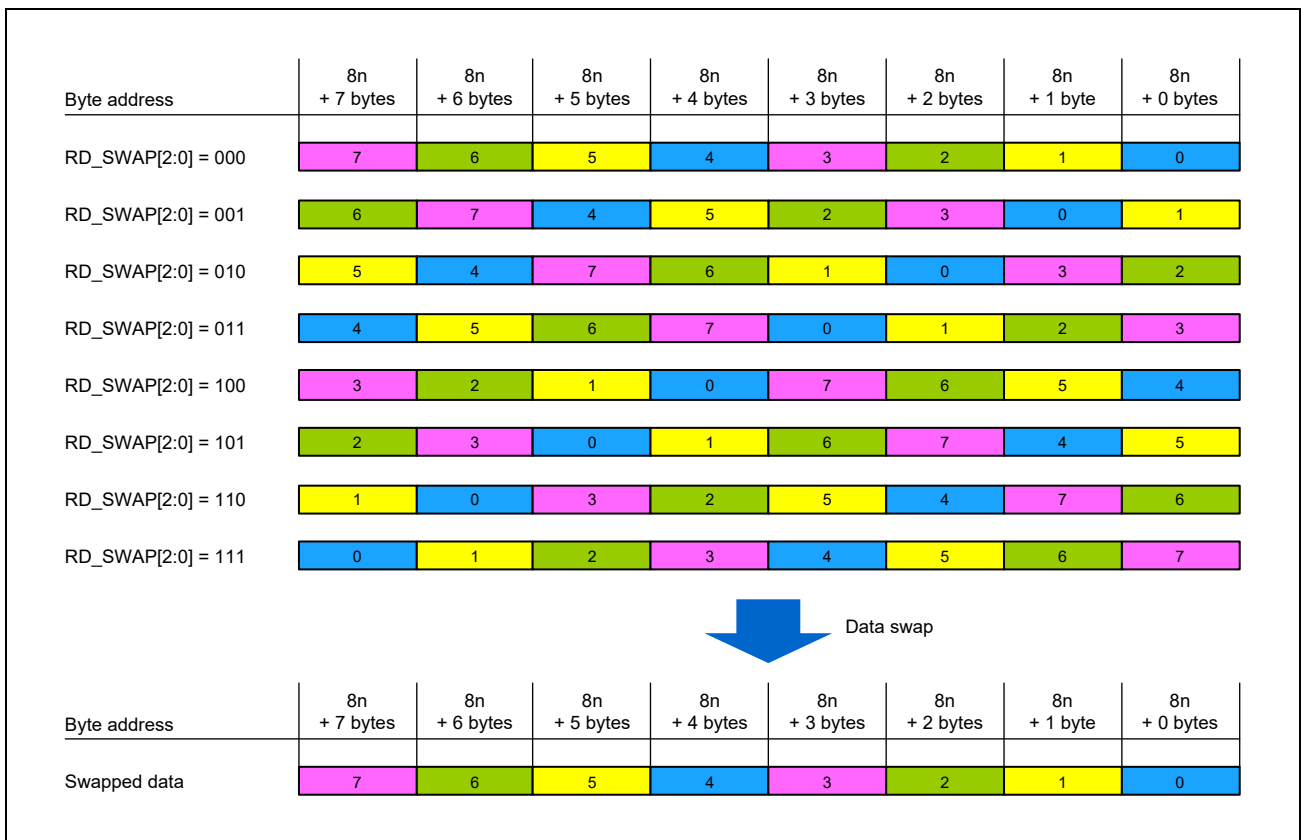 8n 8n 8n 8n 8n 8n 8n 8n
Byte address + 7 bytes + 6 bytes + 5 bytes + 4 bytes + 3 bytes + 2 bytes + 1 byte + 0 bytes
RD_SWAP[2:0] = 000 7 6 5 4 3 2 1 0
RD_SWAP[2:0] = 001 6 7 4 5 2 3 0 1
RD_SWAP[2:0] = 010 5 4 7 6 1 0 3 2
RD_SWAP[2:0] = 011 4 5 6 7 0 1 2 3
RD_SWAP[2:0] = 100 3 2 1 0 7 6 5 4
RD_SWAP[2:0] = 101 2 3 0 1 6 7 4 5
RD_SWAP[2:0] = 110 1 0 3 2 5 4 7 6
RD_SWAP[2:0] = 111 0 1 2 3 4 5 6 7
Data swap
8n 8n 8n 8n 8n 8n 8n 8n
Byte address + 7 bytes + 6 bytes + 5 bytes + 4 bytes + 3 bytes + 2 bytes + 1 byte + 0 bytes
Swapped data 7 6 5 4 3 2 1 0